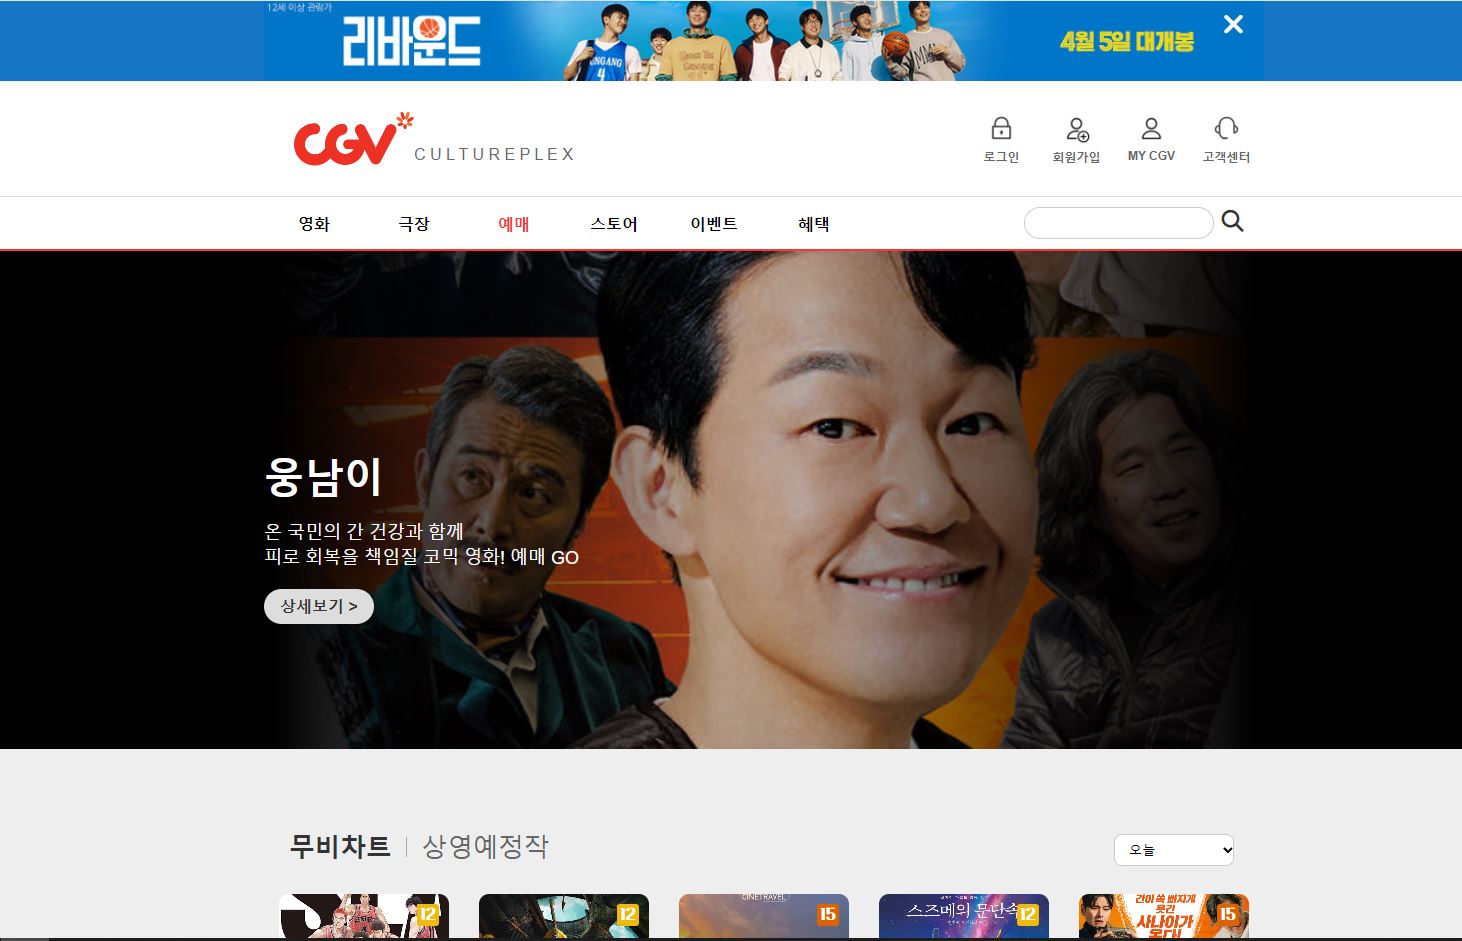 12세 이상 관람가
리바운드
4월 5일 대개봉
CGV CULTUREPLEX
로그인 회원가입 MY CGV 고객센터
영화 극장 예매 스토어 이벤트 혜택
웅남이
온 국민의 간 건강과 함께
피로 회복을 책임질 코믹 영화! 예매 GO
상세보기 >
무비차트 상영예정작
오늘
12
12
CINETRAVEL
15
스즈메의 문단속
12
간이 쏙 빠지게
웃긴
사나이가
온다!
15